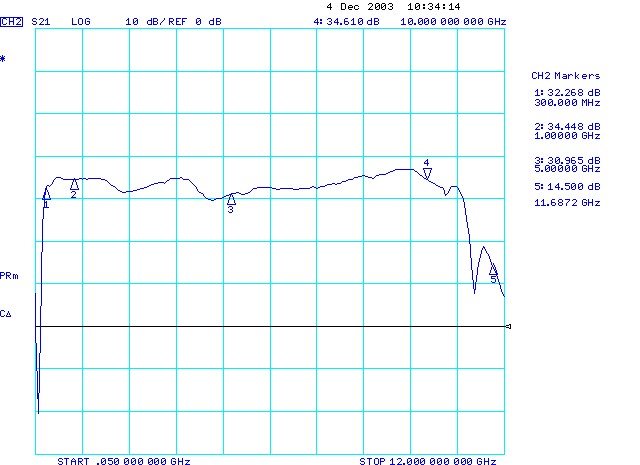 4 Dec 2003 10:34:14
CH2 S21 LOG 10 dB/REF 0 dB 4: 34.610 dB 10.000 000 000 GHz
*
CH2 Markers
1: 32.268 dB
300.000 MHz
2: 34.448 dB
1.00000 GHz
3: 30.965 dB
5.00000 GHz
5: 14.500 dB
11.6872 GHz
4
1
2
3
5
PRm
CΔ
START .050 000 000 GHz STOP 12.000 000 000 GHz